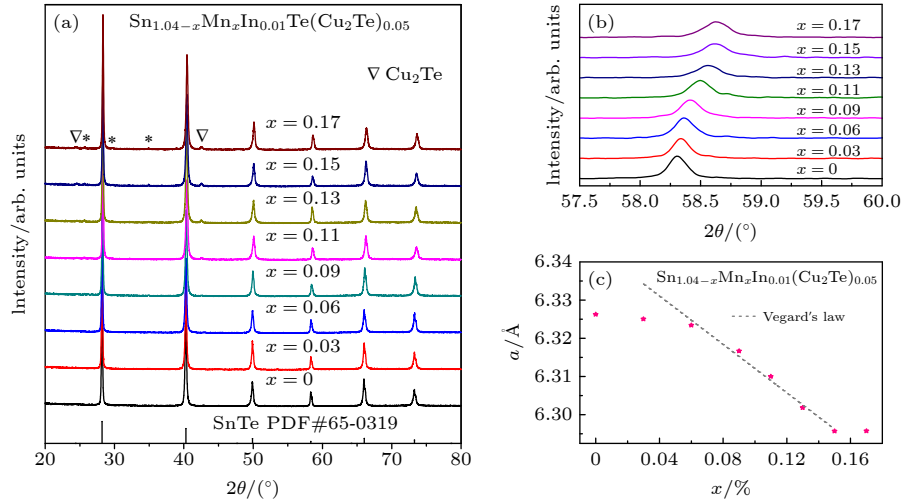 (a)
Sn1.04−xMnxIn0.01Te(Cu2Te)0.05
∇ Cu2Te
∇* * * ∇
x = 0.17
x = 0.15
x = 0.13
x = 0.11
x = 0.09
x = 0.06
x = 0.03
x = 0
SnTe PDF#65-0319
20 30 40 50 60 70 80
2θ/(°)
Intensity/arb. units
(b)
x = 0.17
x = 0.15
x = 0.13
x = 0.11
x = 0.09
x = 0.06
x = 0.03
x = 0
57.5 58.0 58.5 59.0 59.5 60.0
2θ/(°)
Intensity/arb. units
(c)
Sn1.04−xMnxIn0.01(Cu2Te)0.05
Vegard's law
6.34
6.33
6.32
6.31
6.30
a/Å
0 0.04 0.08 0.12 0.16
x/%